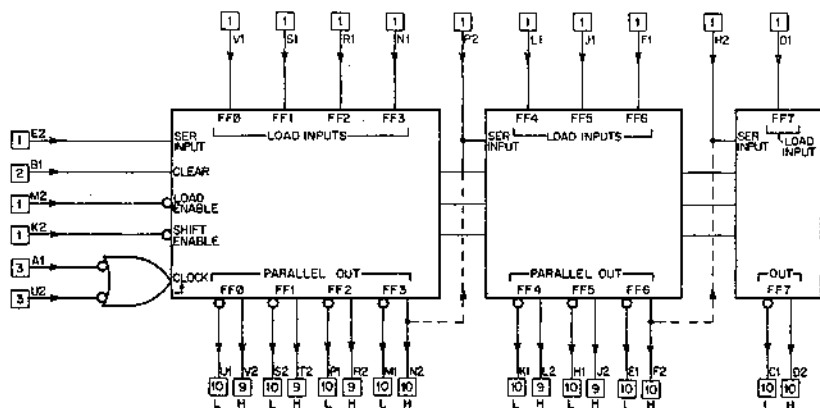 1 1 1 1 1 1 1 1 1 1
V1 S1 R1 N1 P2 L1 J1 F1 H2 D1
FF0 FF1 FF2 FF3 FF4 FF5 FF6 FF7
LOAD INPUTS LOAD INPUTS LOAD INPUT
1 E2 SER INPUT SER INPUT SER INPUT
2 B1 CLEAR
1 M2 LOAD ENABLE
1 K2 SHIFT ENABLE
3 A1 CLOCK
3 U2
PARALLEL OUT PARALLEL OUT OUT
FF0 FF1 FF2 FF3 FF4 FF5 FF6 FF7
U1 V2 S2 T2 P1 R2 M1 N2 K1 L2 H1 J2 E1 F2 C1 D2
10 9 10 9 10 9 10 10 10 9 10 9 10 10 10 10
L H L H L H L H L H L H L H L H